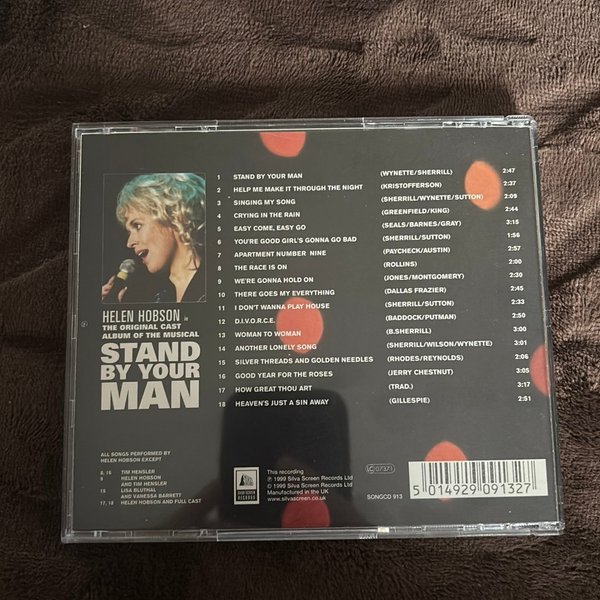 1 STAND BY YOUR MAN (WYNETTE/SHERRILL) 2:47
2 HELP ME MAKE IT THROUGH THE NIGHT (KRISTOFFERSON) 2:37
3 SINGING MY SONG (SHERRILL/WYNETTE/SUTTON) 2:09
4 CRYING IN THE RAIN (GREENFIELD/KING) 2:44
5 EASY COME, EASY GO (SEALS/BARNES/GRAY) 3:15
6 YOU'RE GOOD GIRL'S GONNA GO BAD (SHERRILL/SUTTON) 1:56
7 APARTMENT NUMBER NINE (PAYCHECK/AUSTIN) 2:57
8 THE RACE IS ON (ROLLINS) 2:00
9 WE'RE GONNA HOLD ON (JONES/MONTGOMERY) 2:30
10 THERE GOES MY EVERYTHING (DALLAS FRAZIER) 2:45
11 I DON'T WANNA PLAY HOUSE (SHERRILL/SUTTON) 2:33
12 D.I.V.O.R.C.E. (BADDOCK/PUTMAN) 2:50
13 WOMAN TO WOMAN (B.SHERRILL) 3:00
14 ANOTHER LONELY SONG (SHERRILL/WILSON/WYNETTE) 3:01
15 SILVER THREADS AND GOLDEN NEEDLES (RHODES/REYNOLDS) 2:06
16 GOOD YEAR FOR THE ROSES (JERRY CHESTNUT) 3:05
17 HOW GREAT THOU ART (TRAD.) 3:17
18 HEAVEN'S JUST A SIN AWAY (GILLESPIE) 2:51
HELEN HOBSON in
THE ORIGINAL CAST
ALBUM OF THE MUSICAL
STAND
BY YOUR
MAN
ALL SONGS PERFORMED BY
HELEN HOBSON EXCEPT
8, 16 TIM HENSLER
9 HELEN HOBSON
AND TIM HENSLER
15 LISA BLUTHAL
AND VANESSA BARRETT
17, 18 HELEN HOBSON AND FULL CAST
SILVA SCREEN
RECORDS
This recording
℗ 1999 Silva Screen Records Ltd
© 1999 Silva Screen Records Ltd
Manufactured in the UK
www.silvascreen.co.uk
LC 07371
SONGCD 913
5 014929 091327